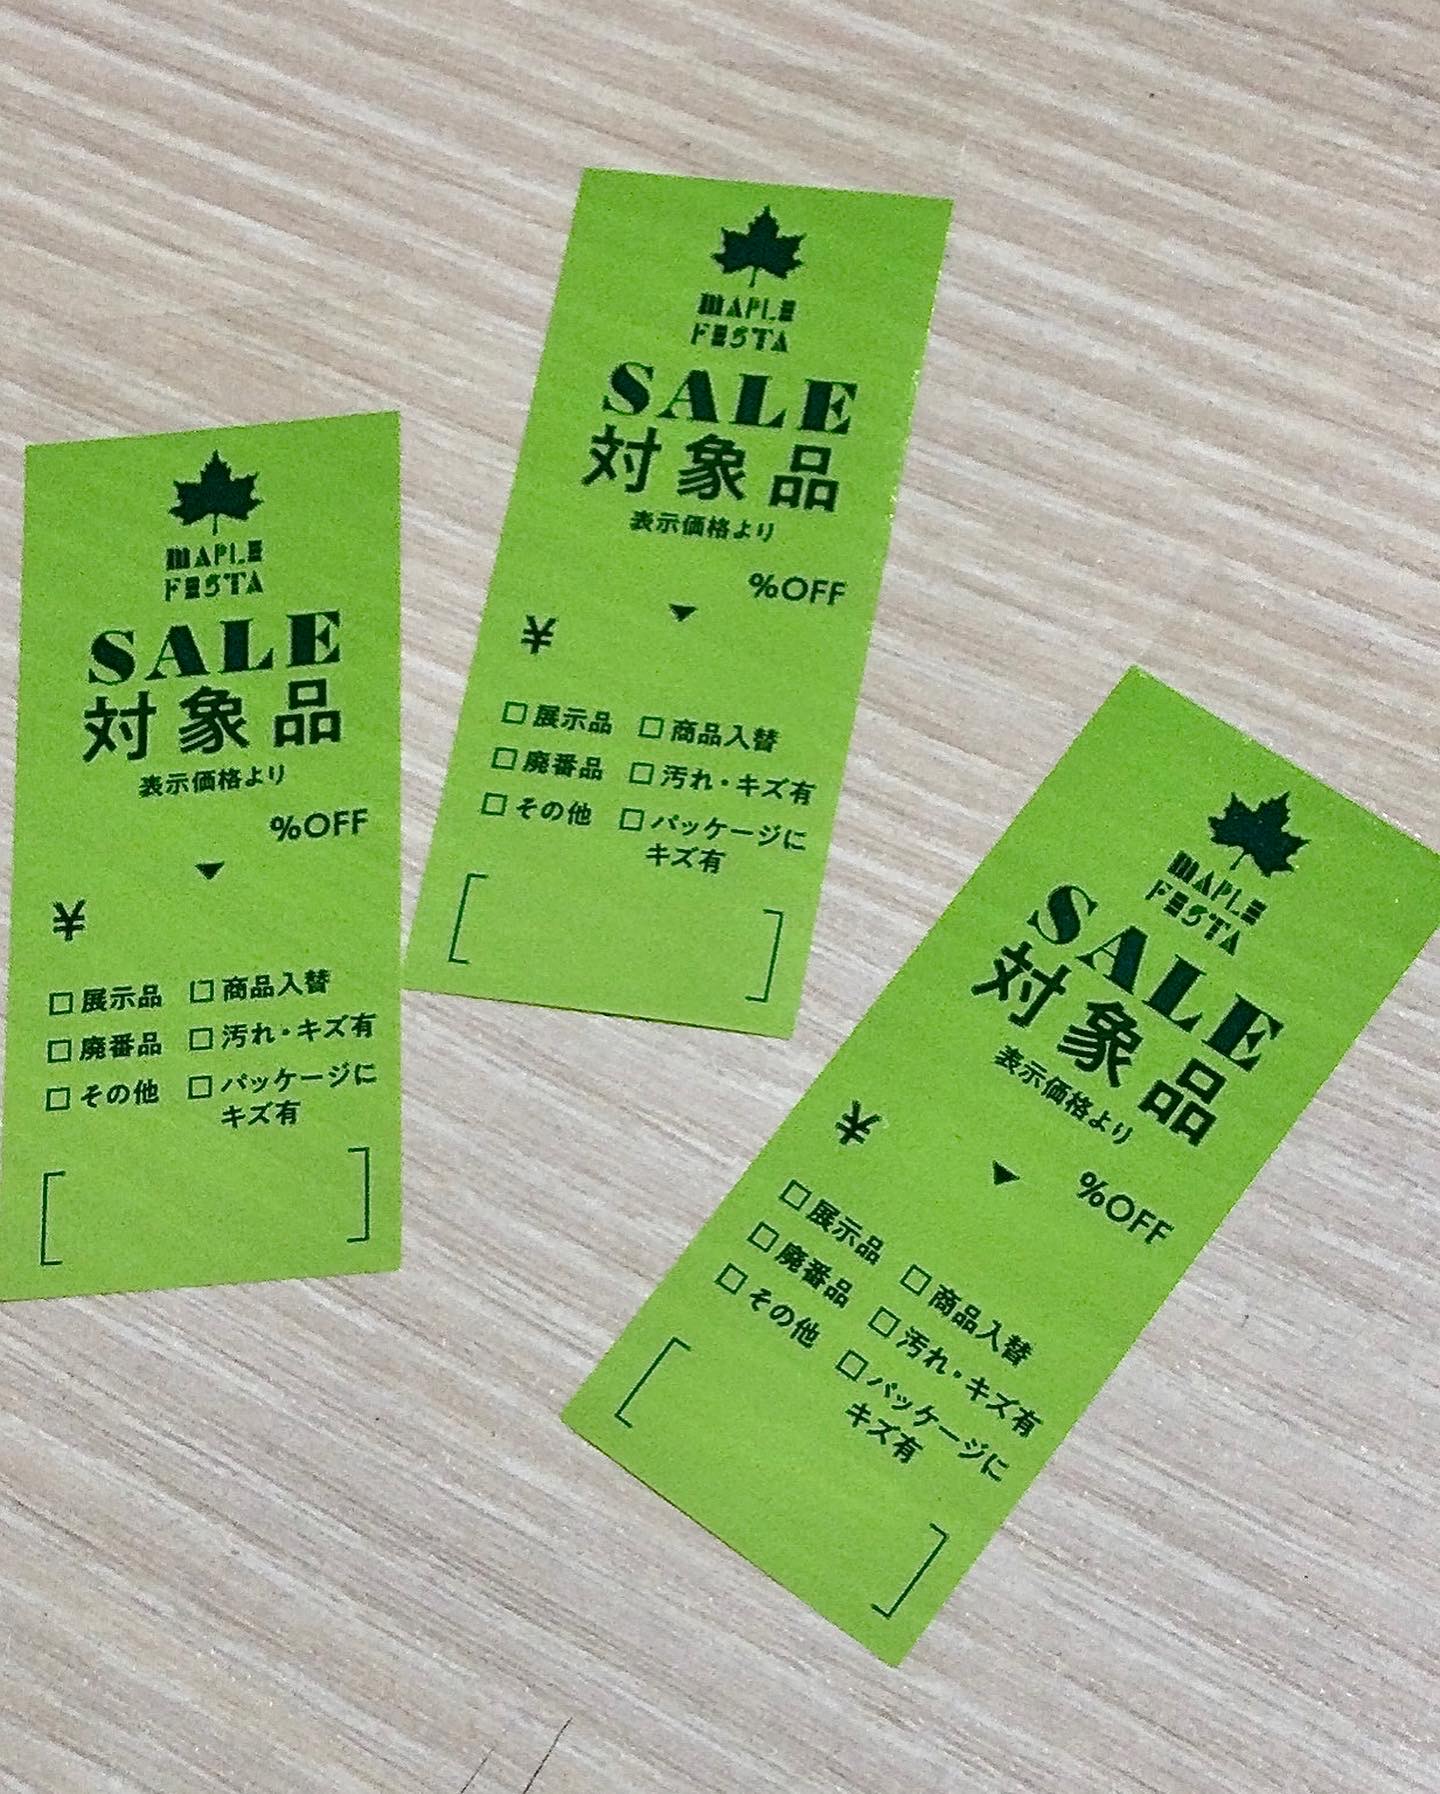 MAPLE
FESTA
SALE
対象品
表示価格より
%OFF
▼
¥
□ 展示品 □ 商品入替
□ 廃番品 □ 汚れ・キズ有
□ その他 □ パッケージに
キズ有
[ ]
MAPLE
FESTA
SALE
対象品
表示価格より
%OFF
▼
¥
□ 展示品 □ 商品入替
□ 廃番品 □ 汚れ・キズ有
□ その他 □ パッケージに
キズ有
[ ]
MAPLE
FESTA
SALE
対象品
表示価格より
%OFF
▼
¥
□ 展示品 □ 商品入替
□ 廃番品 □ 汚れ・キズ有
□ その他 □ パッケージに
キズ有
[ ]